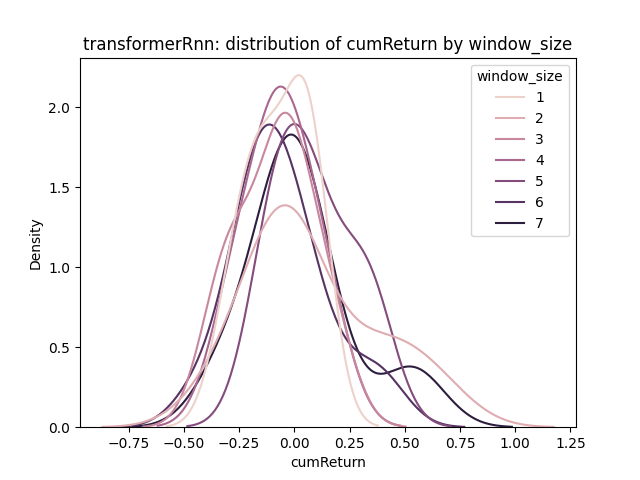 transformerRnn: distribution of cumReturn by window_size
window_size
1
2
3
4
5
6
7
Density
2.0
1.5
1.0
0.5
0.0
−0.75 −0.50 −0.25 0.00 0.25 0.50 0.75 1.00 1.25
cumReturn